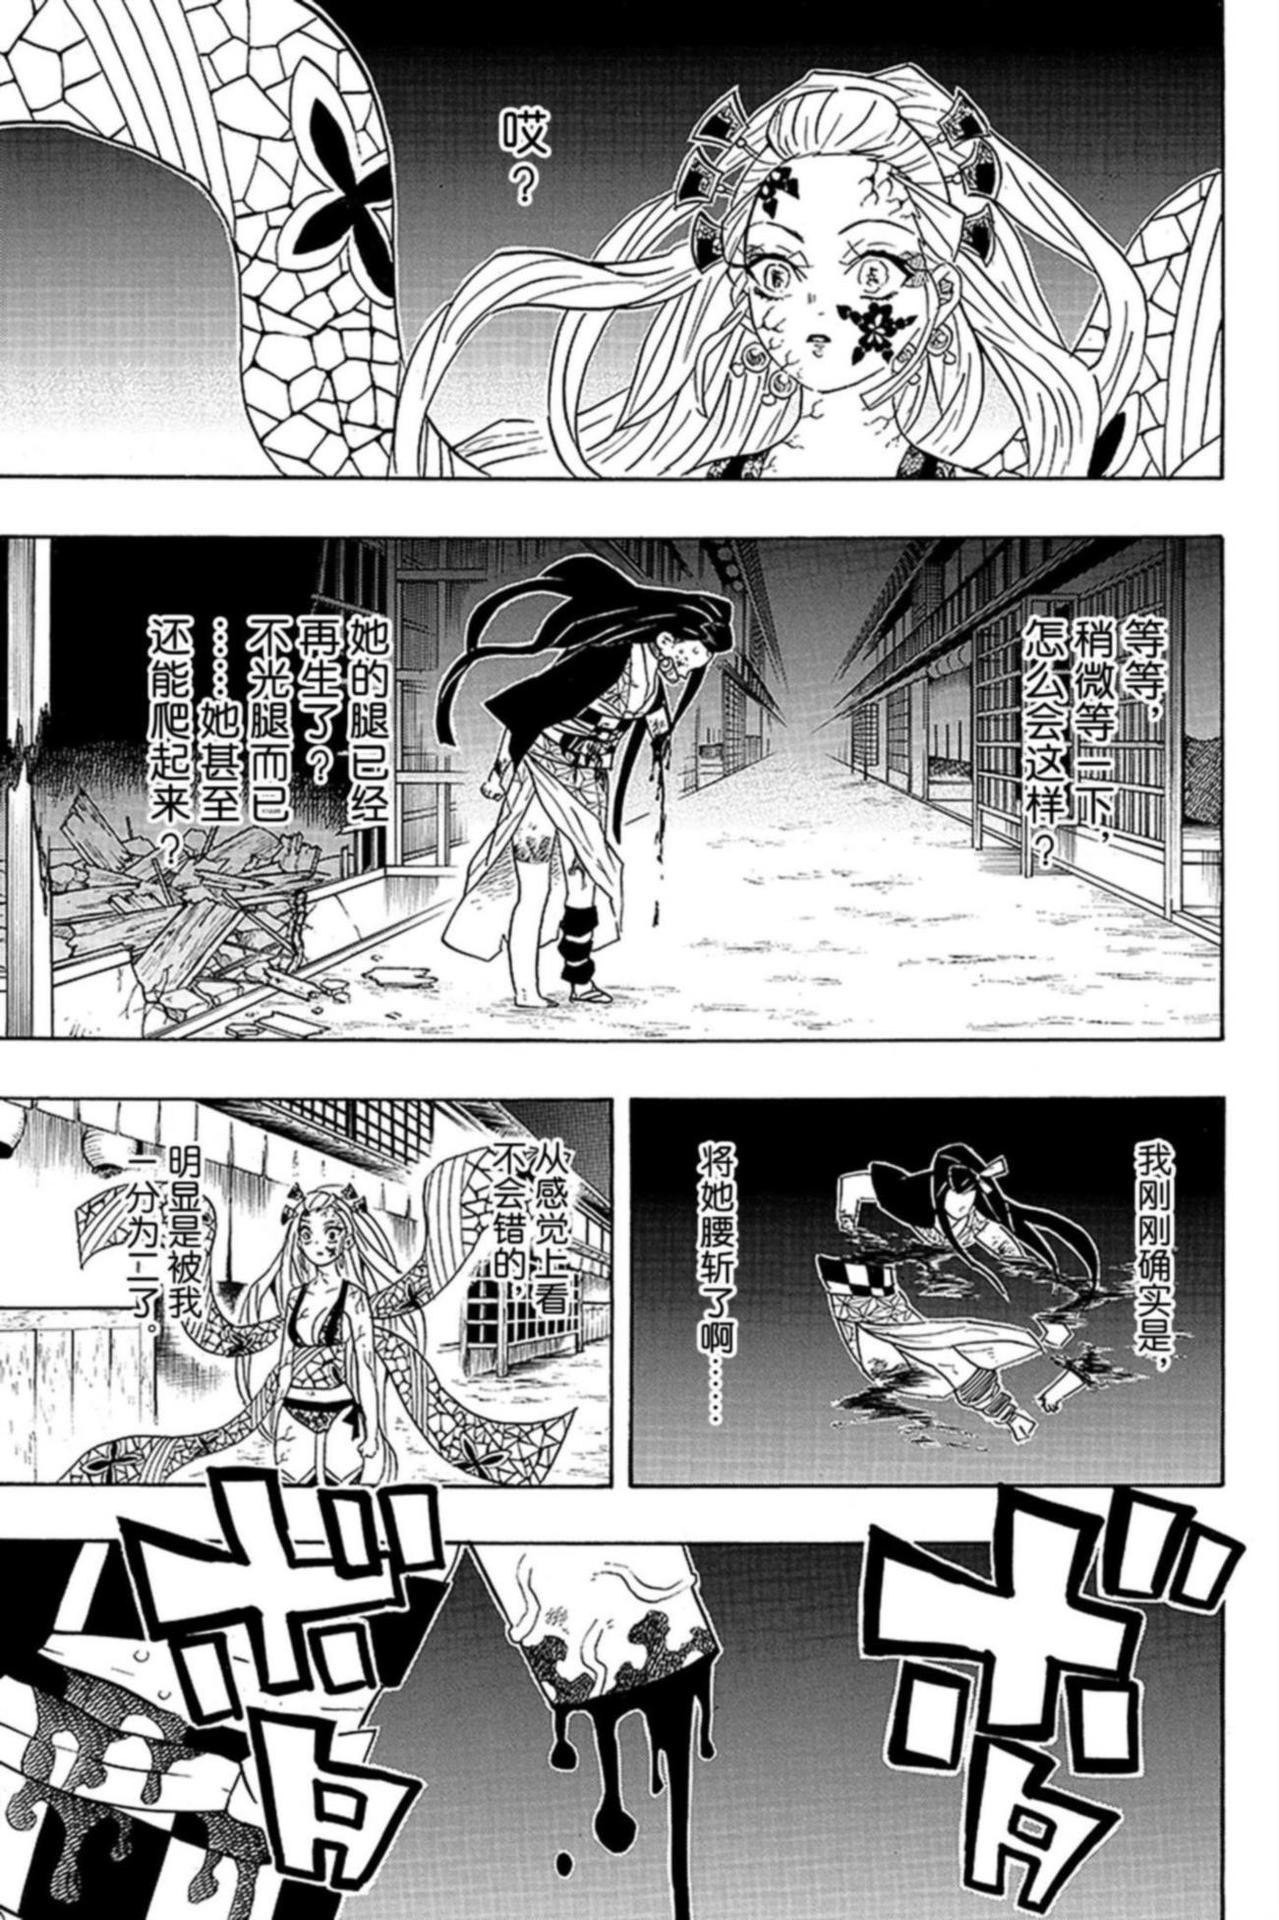 哎？
等等，
稍微等一下，
怎么会这样？
她的腿已经
再生了？
不光腿而已
……她甚至
还能爬起来？
我刚刚确实是，
将她腰斩了啊……
从感觉上看
不会错的，
明显是被我
一分为二了。
ボタ
ボタ